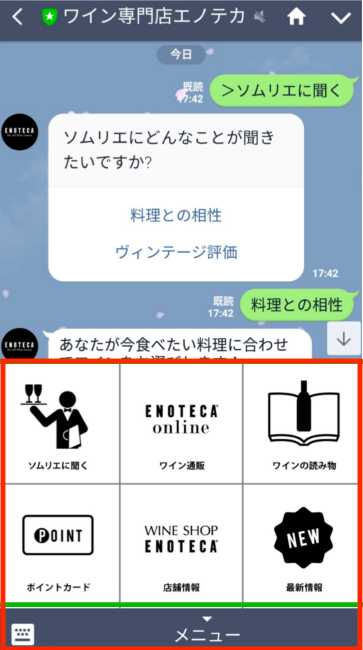 ワイン専門店エノテカ
今日
既読
17:42
＞ソムリエに聞く
ENOTECA
ソムリエにどんなことが聞き
たいですか?
料理との相性
ヴィンテージ評価
17:42
既読
17:42
料理との相性
ENOTECA
あなたが今食べたい料理に合わせ
ソムリエに聞く
ENOTECA
online
ワイン通販
ワインの読み物
POINT
ポイントカード
WINE SHOP
ENOTECA
店舗情報
NEW
最新情報
メニュー